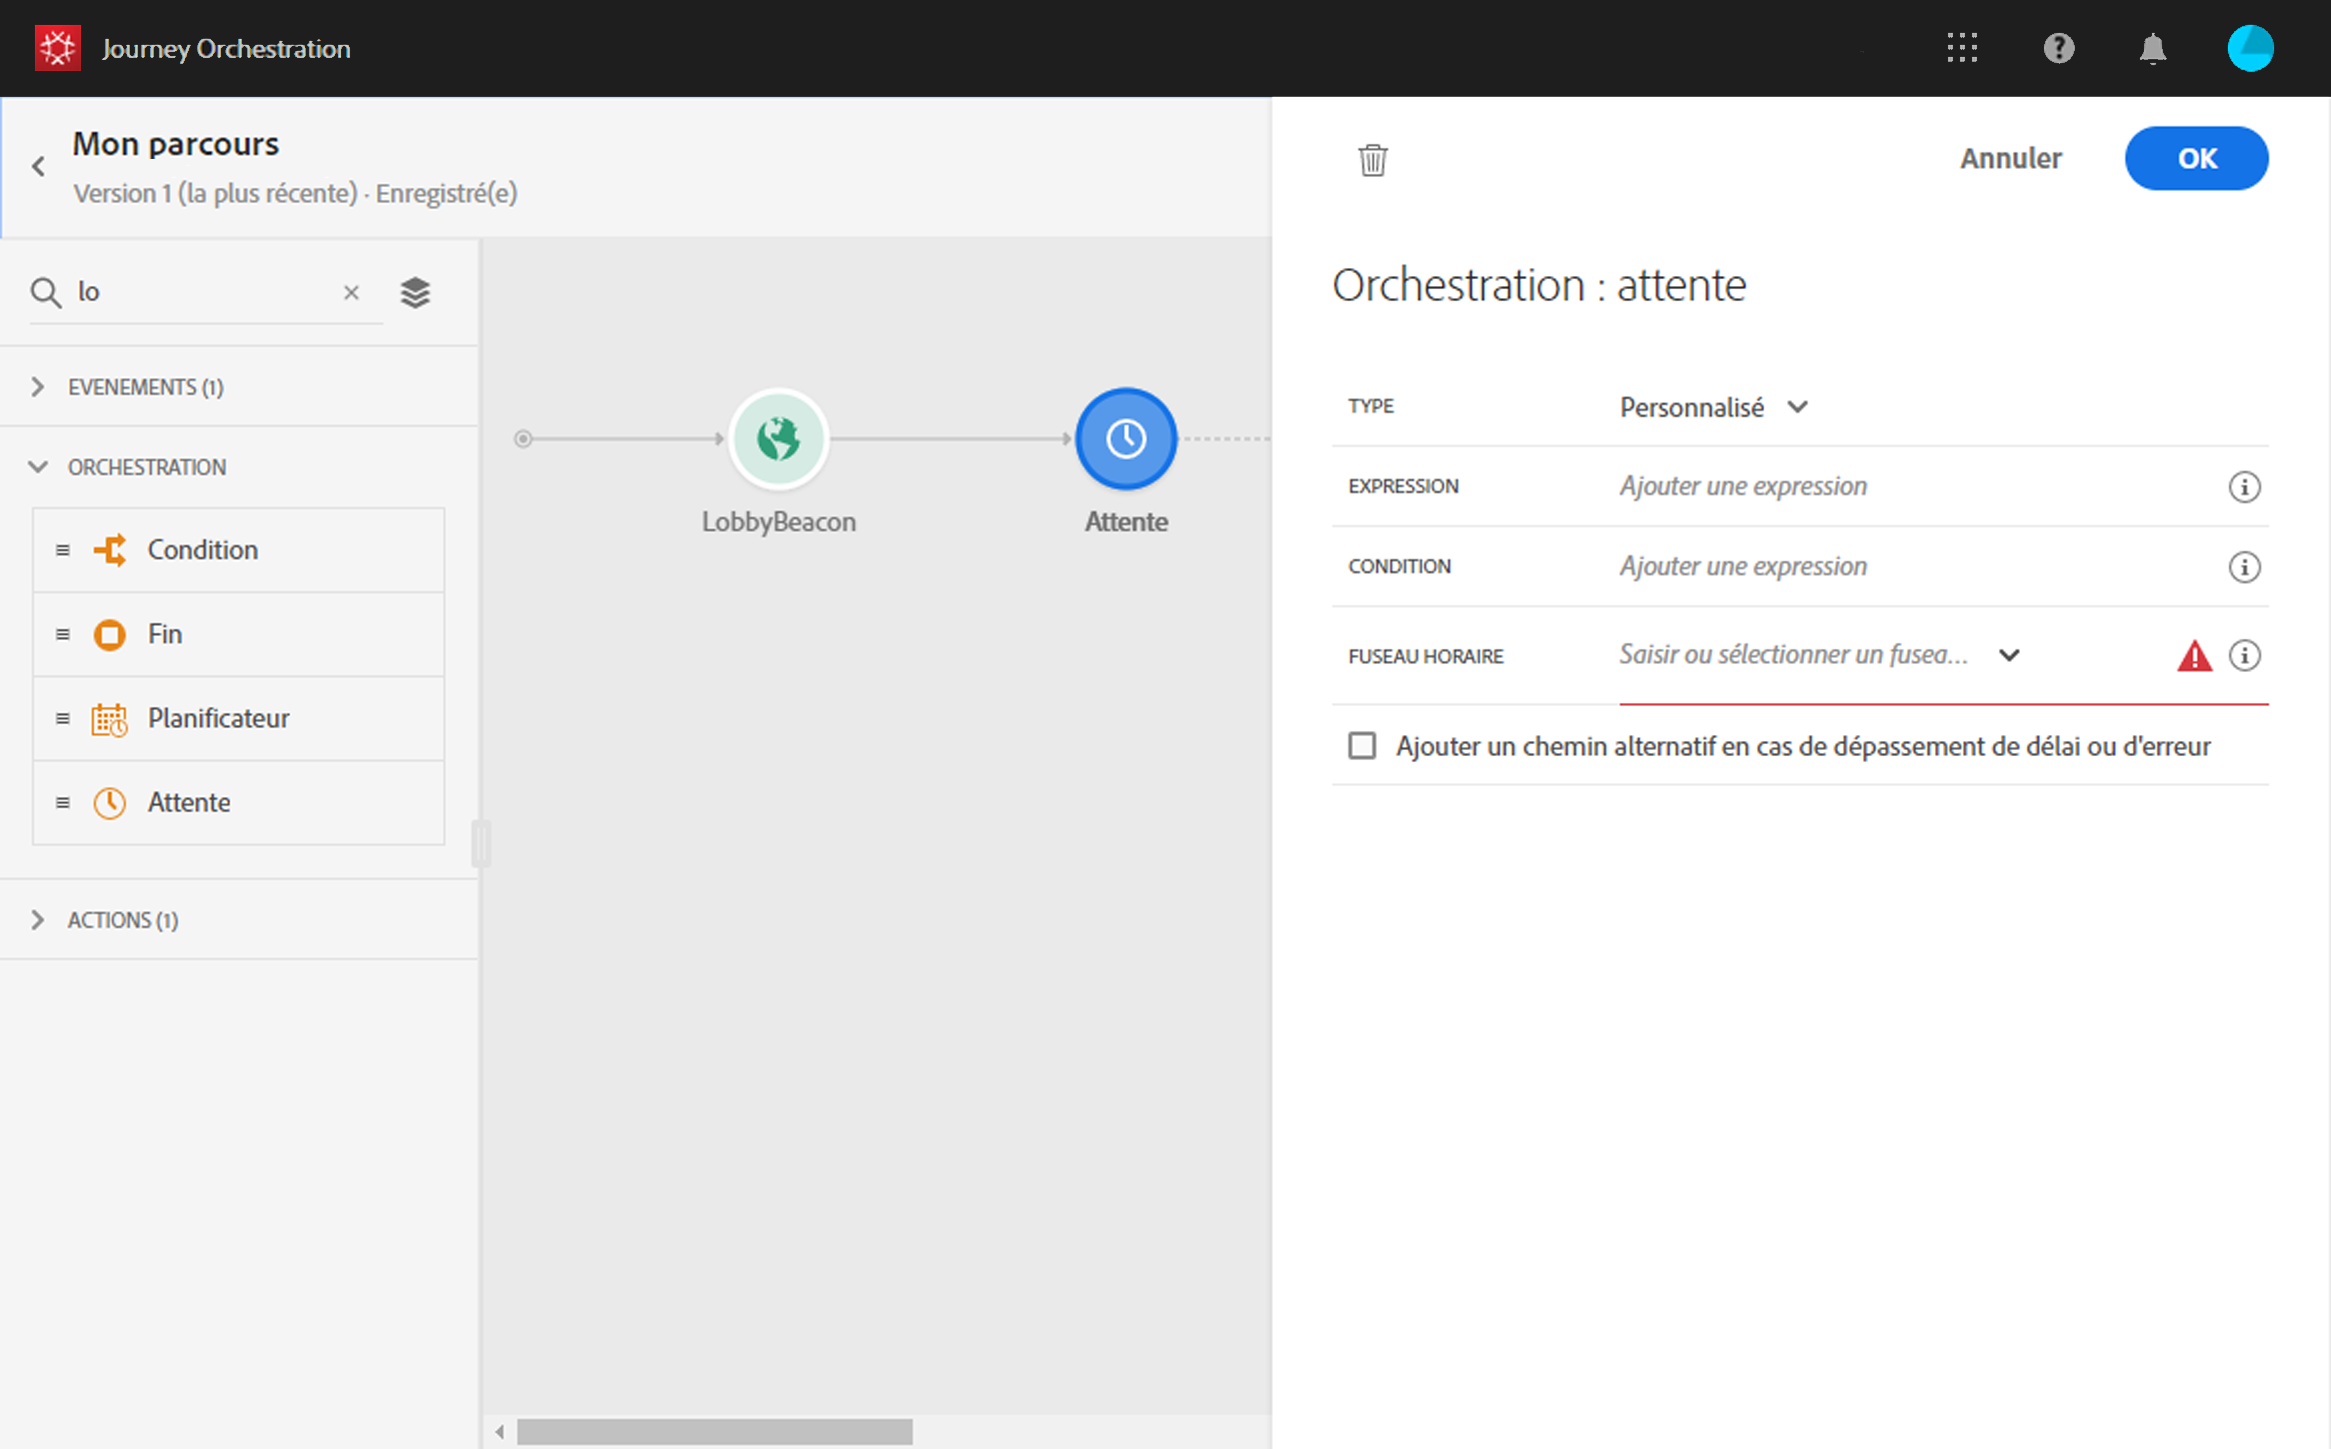 Journey Orchestration
Mon parcours
Version 1 (la plus récente) · Enregistré(e)
Annuler
OK
lo
EVENEMENTS (1)
ORCHESTRATION
Condition
Fin
Planificateur
Attente
ACTIONS (1)
LobbyBeacon
Attente
Orchestration : attente
TYPE
Personnalisé
EXPRESSION
Ajouter une expression
CONDITION
Ajouter une expression
FUSEAU HORAIRE
Saisir ou sélectionner un fusea...
Ajouter un chemin alternatif en cas de dépassement de délai ou d'erreur